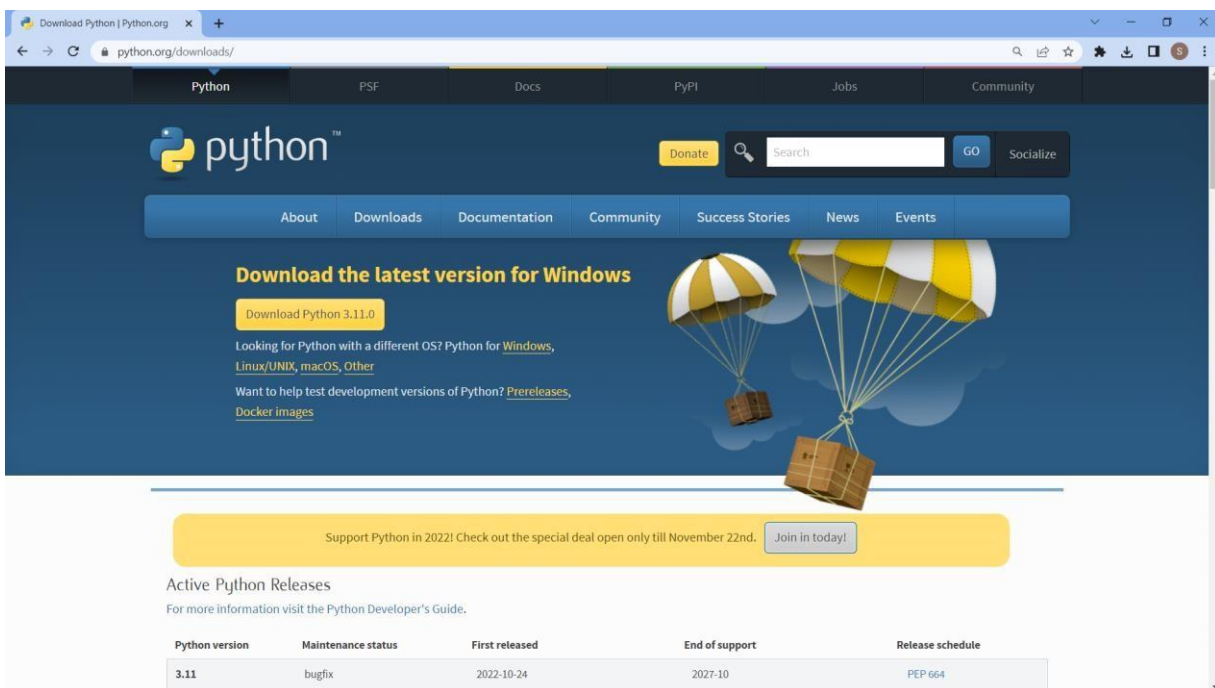 Download Python | Python.org
python.org/downloads/
S
Python PSF Docs PyPI Jobs Community
python™
Donate Search GO Socialize
About Downloads Documentation Community Success Stories News Events
Download the latest version for Windows
Download Python 3.11.0
Looking for Python with a different OS? Python for Windows,
Linux/UNIX, macOS, Other
Want to help test development versions of Python? Prereleases,
Docker images
Support Python in 2022! Check out the special deal open only till November 22nd. Join in today!
Active Python Releases
For more information visit the Python Developer's Guide.
Python version Maintenance status First released End of support Release schedule
3.11 bugfix 2022-10-24 2027-10 PEP 664